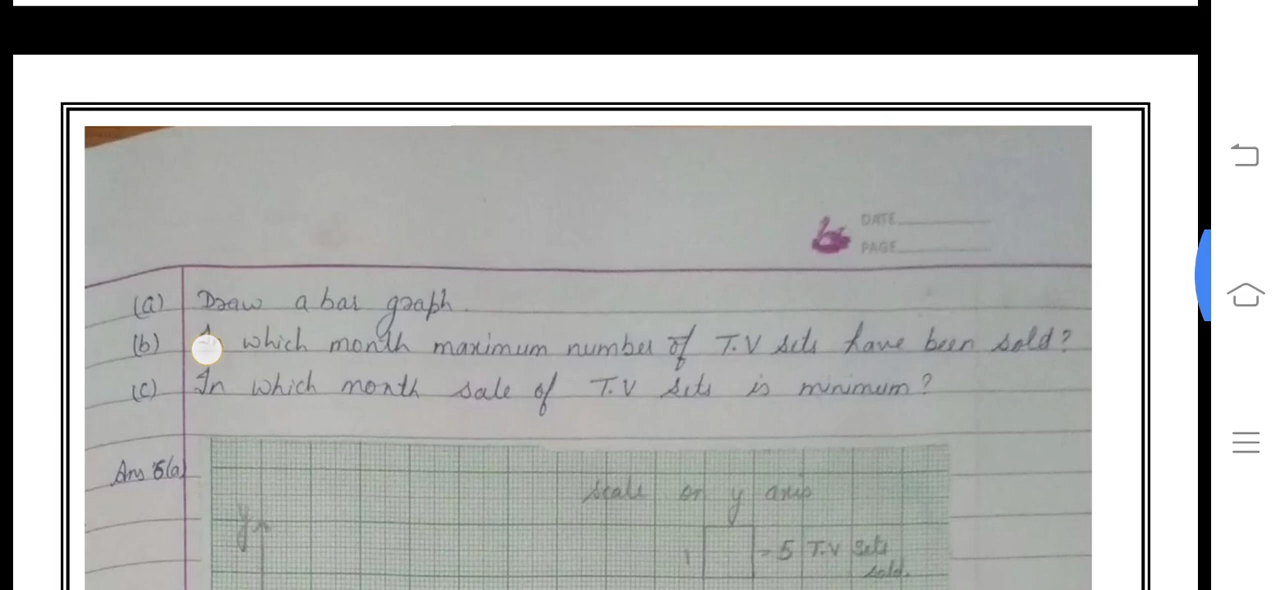 DATE
PAGE
(a) Draw a bar graph.
(b) In which month maximum number of T.V sets have been sold?
(c) In which month sale of T.V sets is minimum?
Ans 5(a)
scale on y axis
y
1 = 5 T.V sets
sold.